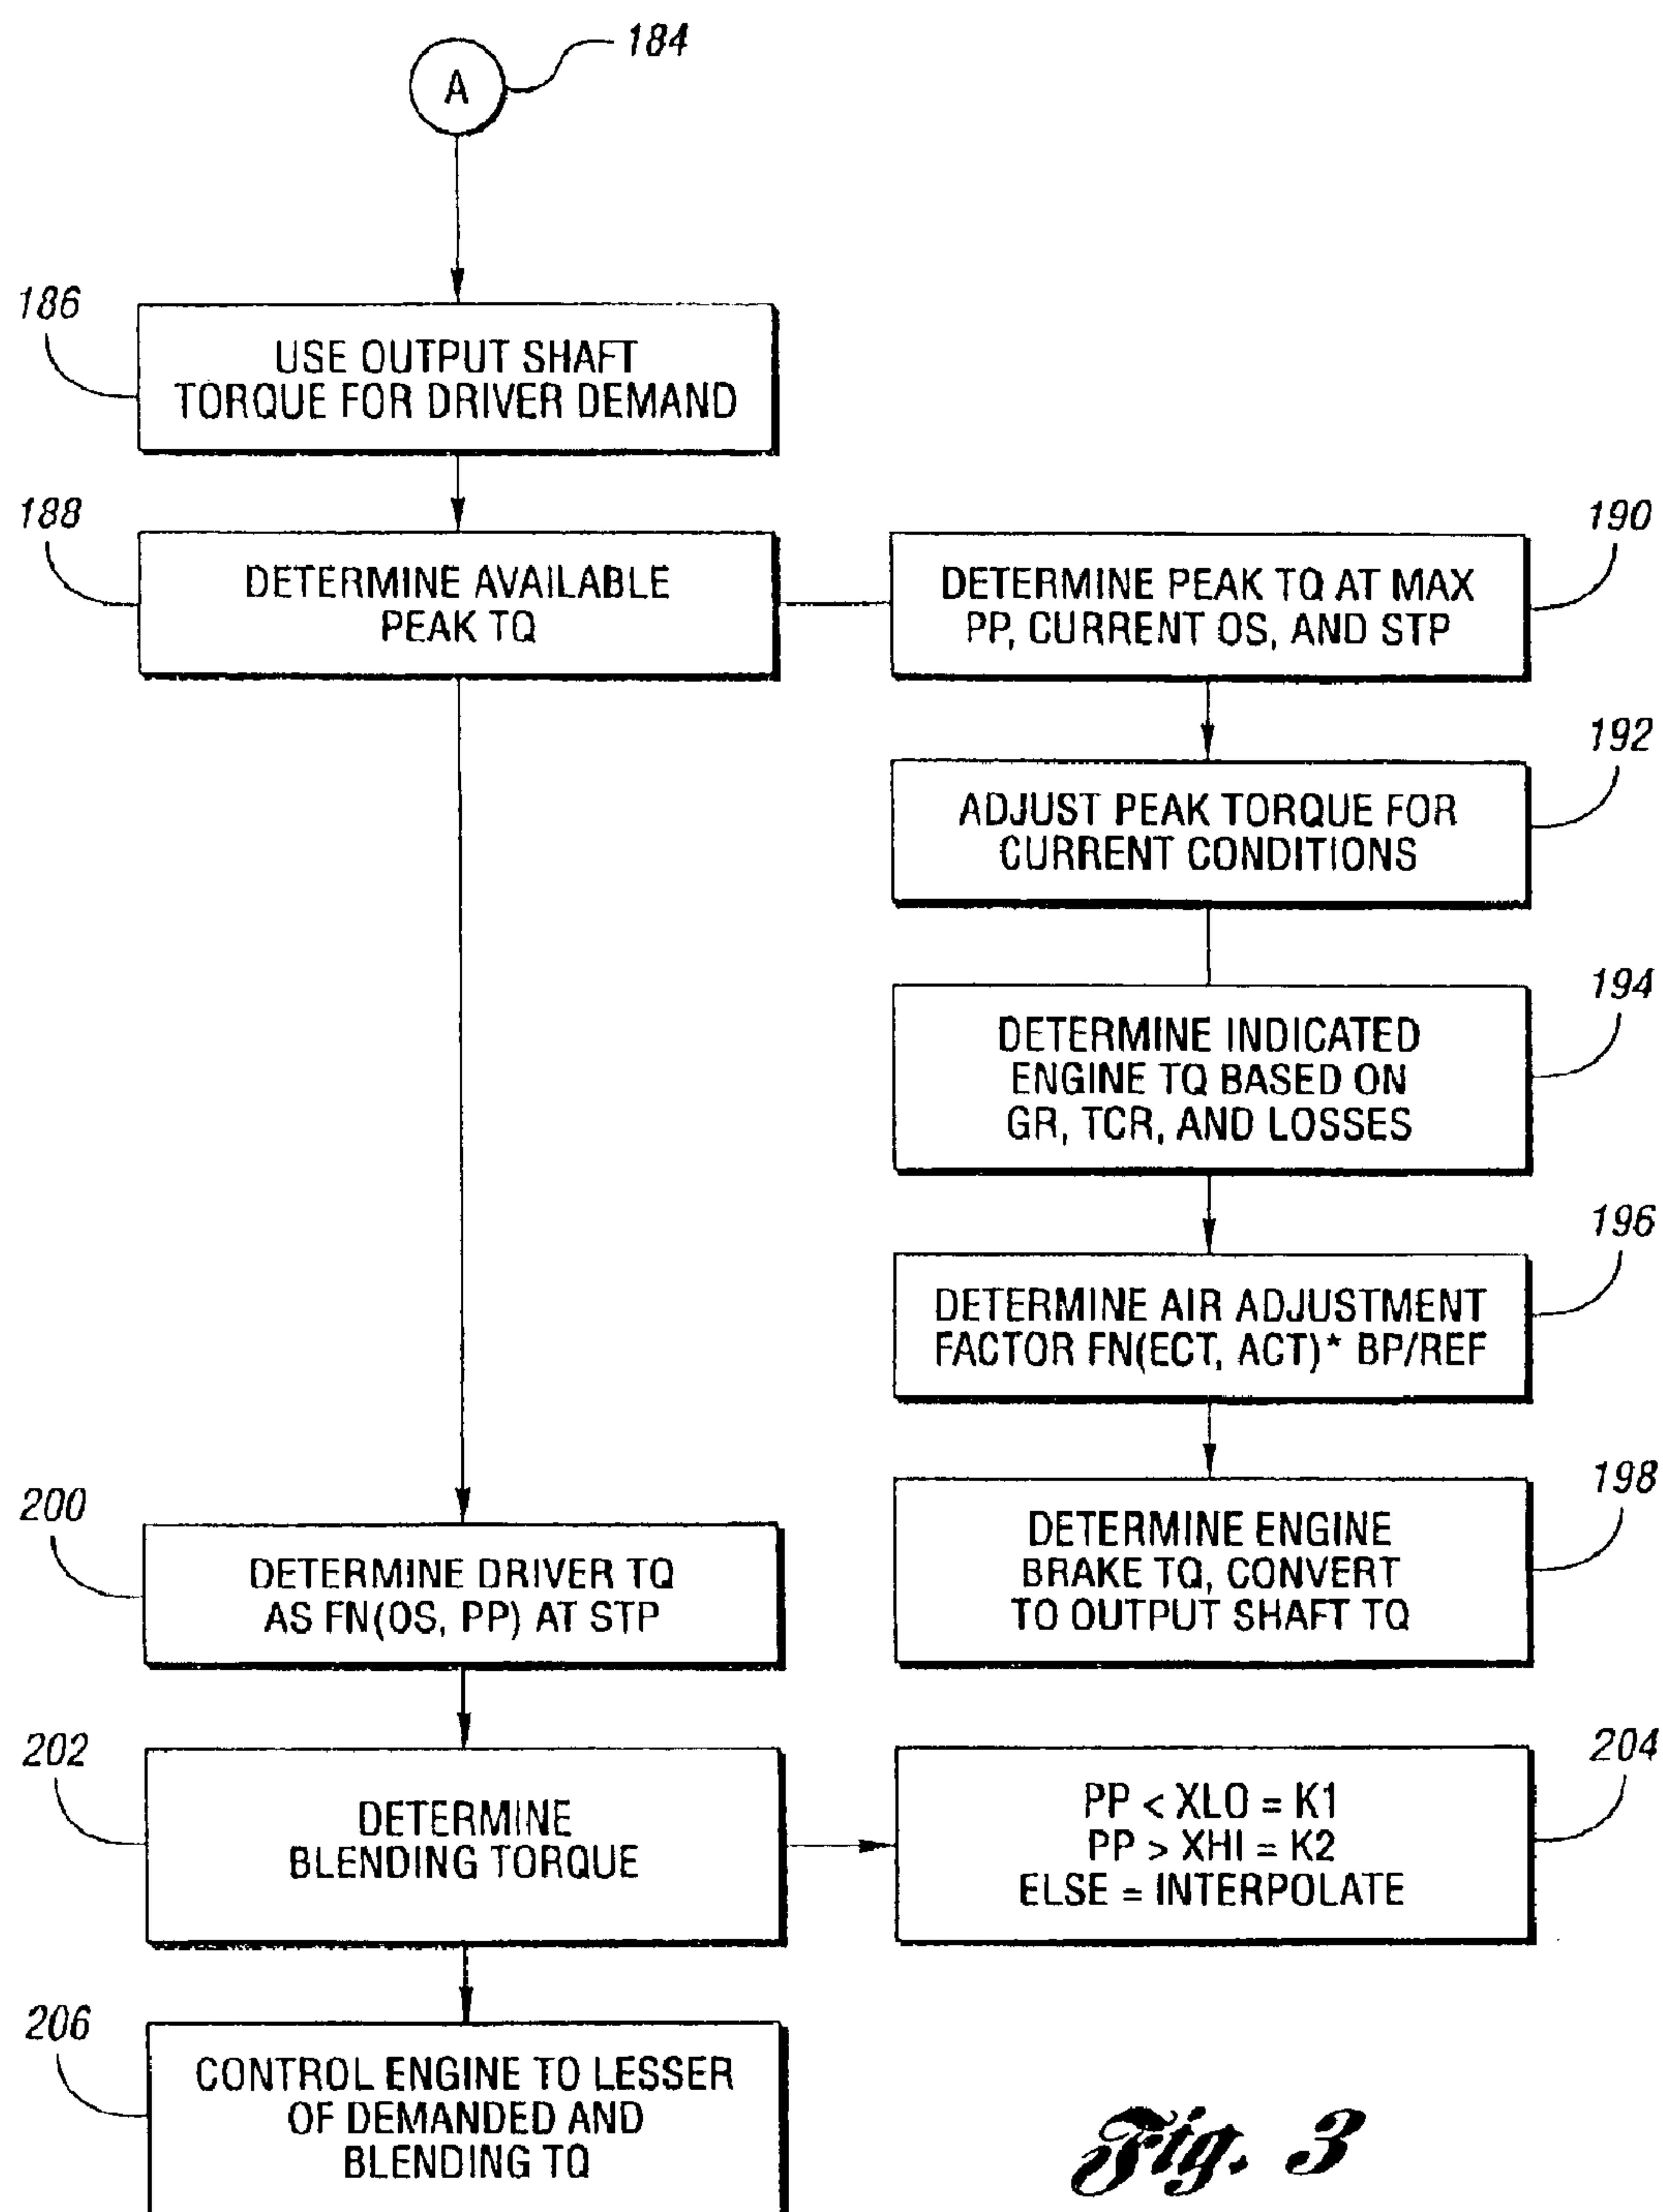 184
A
186
USE OUTPUT SHAFT
TORQUE FOR DRIVER DEMAND
188
DETERMINE AVAILABLE
PEAK TQ
190
DETERMINE PEAK TQ AT MAX
PP, CURRENT OS, AND STP
192
ADJUST PEAK TORQUE FOR
CURRENT CONDITIONS
194
DETERMINE INDICATED
ENGINE TQ BASED ON
GR, TCR, AND LOSSES
196
DETERMINE AIR ADJUSTMENT
FACTOR FN(ECT, ACT)* BP/REF
198
DETERMINE ENGINE
BRAKE TQ, CONVERT
TO OUTPUT SHAFT TQ
200
DETERMINE DRIVER TQ
AS FN(OS, PP) AT STP
202
DETERMINE
BLENDING TORQUE
204
PP < XLO = K1
PP > XHI = K2
ELSE = INTERPOLATE
206
CONTROL ENGINE TO LESSER
OF DEMANDED AND
BLENDING TQ
Fig. 3